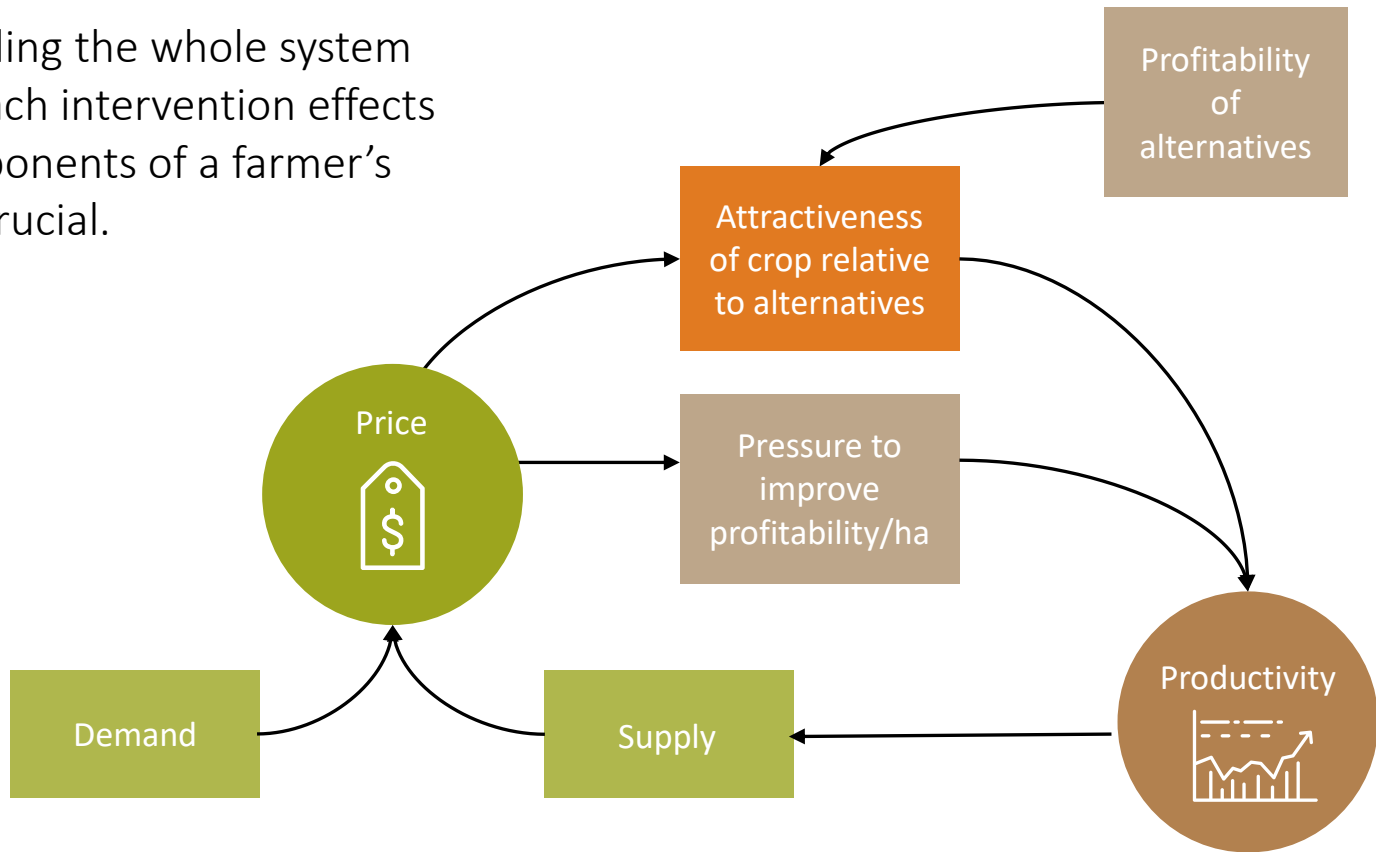 ding the whole system
ach intervention effects
ponents of a farmer’s
rucial.
Profitability
of
alternatives
Attractiveness
of crop relative
to alternatives
Price
$
Pressure to
improve
profitability/ha
Demand
Supply
Productivity